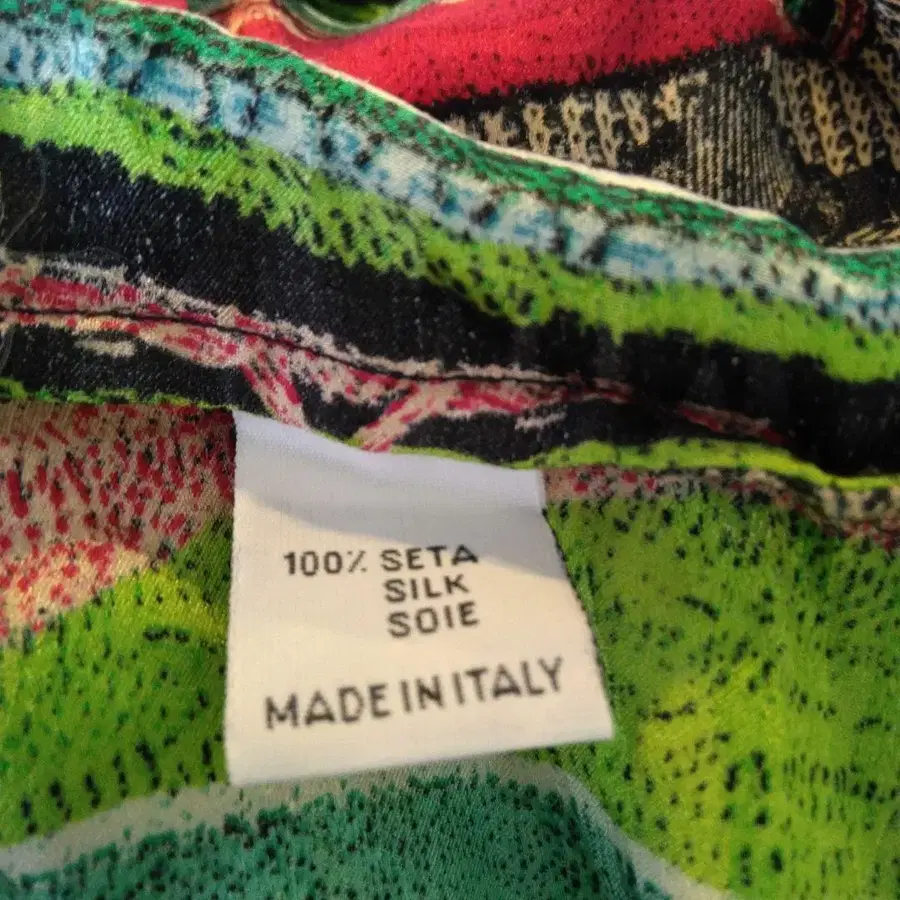 100% SETA
SILK
SOIE
MADE IN ITALY